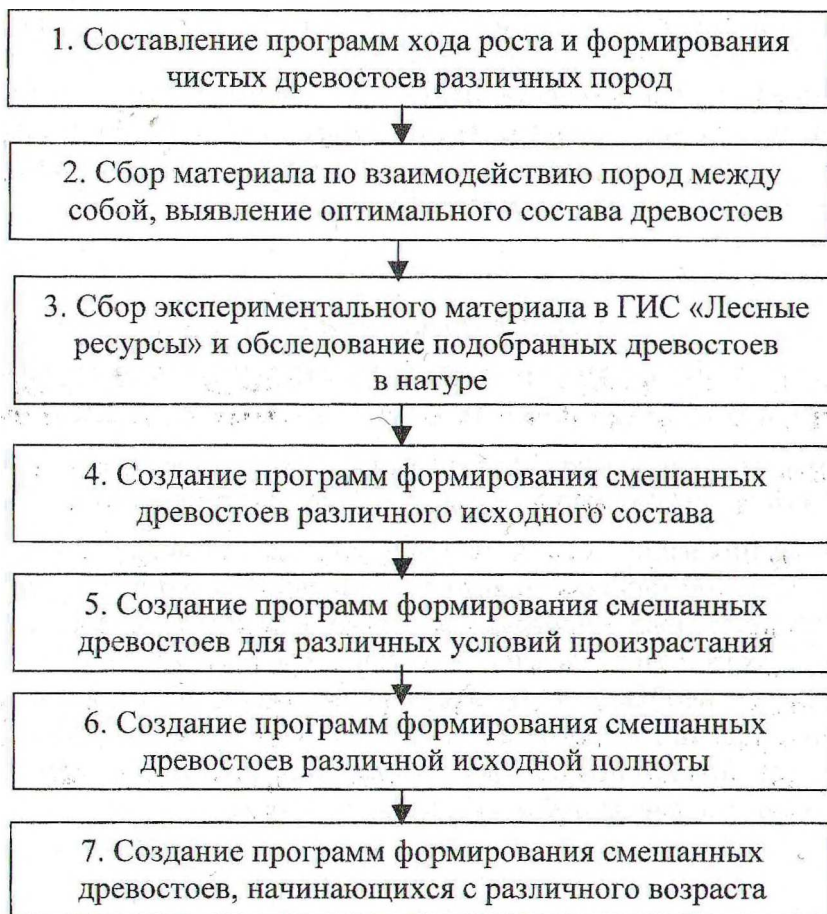 1. Составление программ хода роста и формирования
чистых древостоев различных пород
2. Сбор материала по взаимодействию пород между
собой, выявление оптимального состава древостоев
3. Сбор экспериментального материала в ГИС «Лесные
ресурсы» и обследование подобранных древостоев
в натуре
4. Создание программ формирования смешанных
древостоев различного исходного состава
5. Создание программ формирования смешанных
древостоев для различных условий произрастания
6. Создание программ формирования смешанных
древостоев различной исходной полноты
7. Создание программ формирования смешанных
древостоев, начинающихся с различного возраста